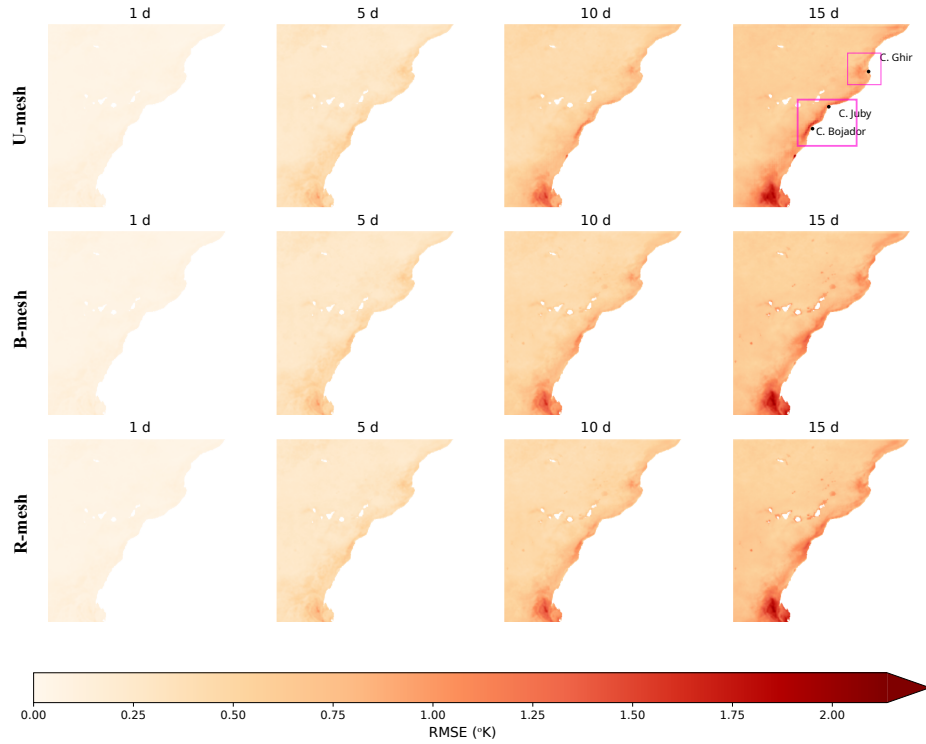 1 d 5 d 10 d 15 d
U-mesh
C. Ghir
C. Juby
C. Bojador
1 d 5 d 10 d 15 d
B-mesh
1 d 5 d 10 d 15 d
R-mesh
0.00 0.25 0.50 0.75 1.00 1.25 1.50 1.75 2.00
RMSE (°K)